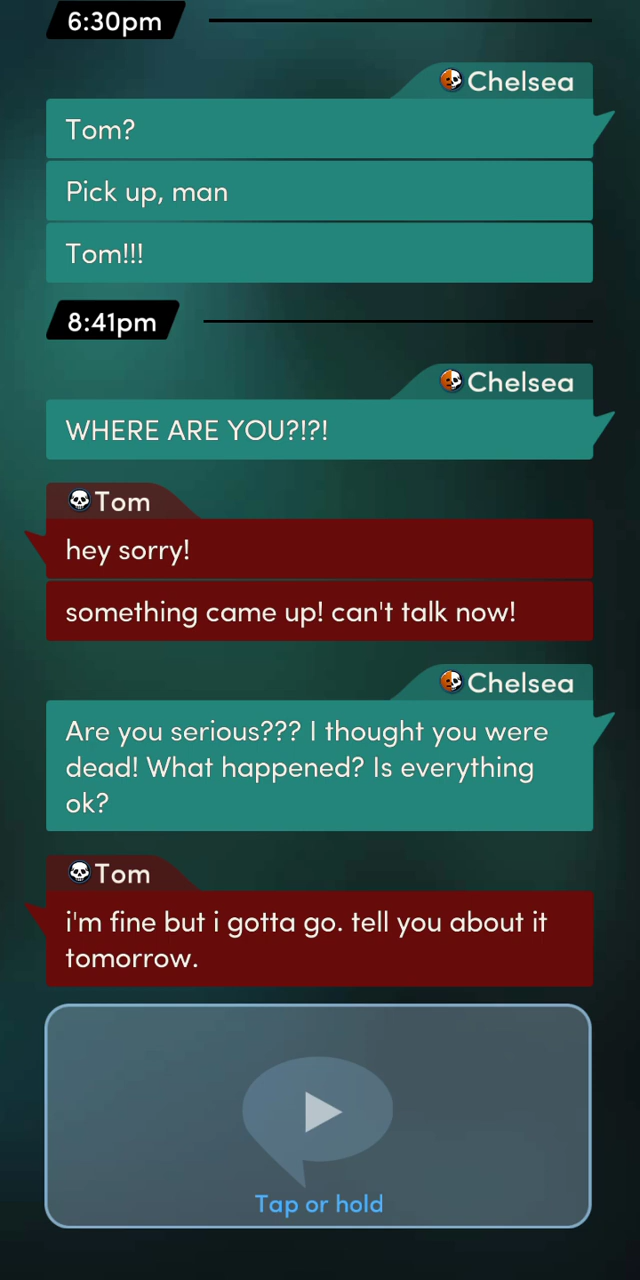 6:30pm
Chelsea
Tom?
Pick up, man
Tom!!!
8:41pm
Chelsea
WHERE ARE YOU?!?!
Tom
hey sorry!
something came up! can't talk now!
Chelsea
Are you serious??? I thought you were
dead! What happened? Is everything
ok?
Tom
i'm fine but i gotta go. tell you about it
tomorrow.
Tap or hold